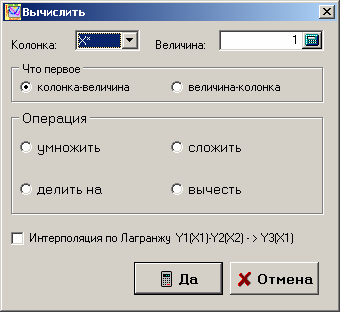 Вычислить
Колонка: X* Величина: 1
Что первое
колонка-величина величина-колонка
Операция
умножить сложить
делить на вычесть
Интерполяция по Лагранжу Y1(X1)-Y2(X2) -> Y3(X1)
Да Отмена